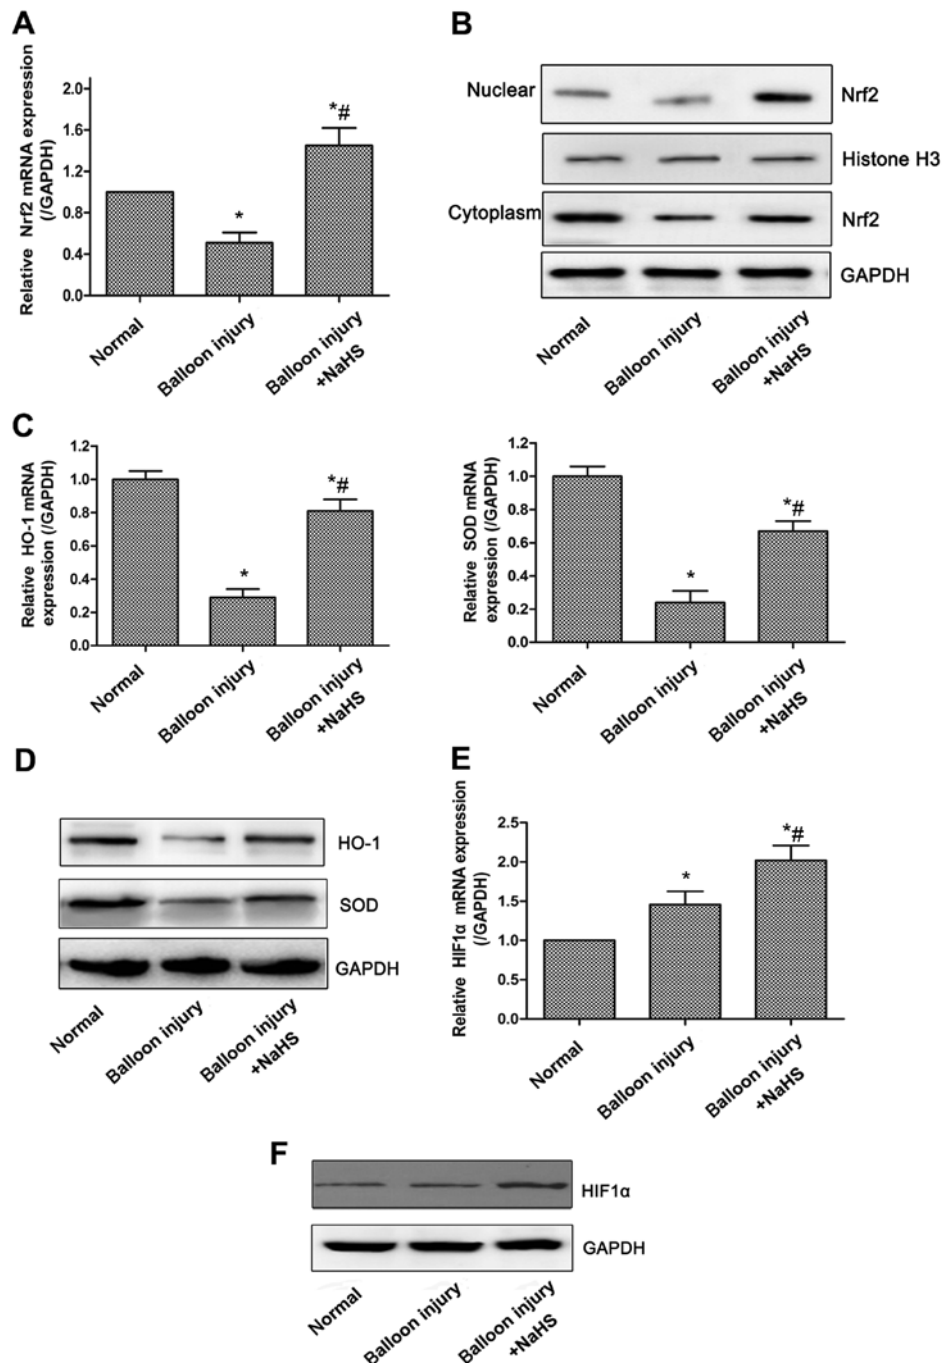 A
Relative Nrf2 mRNA expression
(/GAPDH)
2.0
1.6
1.2
0.8
0.4
0.0
*
*#
Normal
Balloon injury
Balloon injury
+NaHS
B
Nuclear
Nrf2
Histone H3
Cytoplasm
Nrf2
GAPDH
Normal
Balloon injury
Balloon injury
+NaHS
C
Relative HO-1 mRNA
expression (/GAPDH)
1.2
1.0
0.8
0.6
0.4
0.2
0.0
*
*#
Normal
Balloon injury
Balloon injury
+NaHS
Relative SOD mRNA
expression (/GAPDH)
1.2
1.0
0.8
0.6
0.4
0.2
0.0
*
*#
Normal
Balloon injury
Balloon injury
+NaHS
D
HO-1
SOD
GAPDH
Normal
Balloon injury
Balloon injury
+NaHS
E
Relative HIF1α mRNA expression
(/GAPDH)
2.5
2.0
1.5
1.0
0.5
0.0
*
*#
Normal
Balloon injury
Balloon injury
+NaHS
F
HIF1α
GAPDH
Normal
Balloon injury
Balloon injury
+NaHS